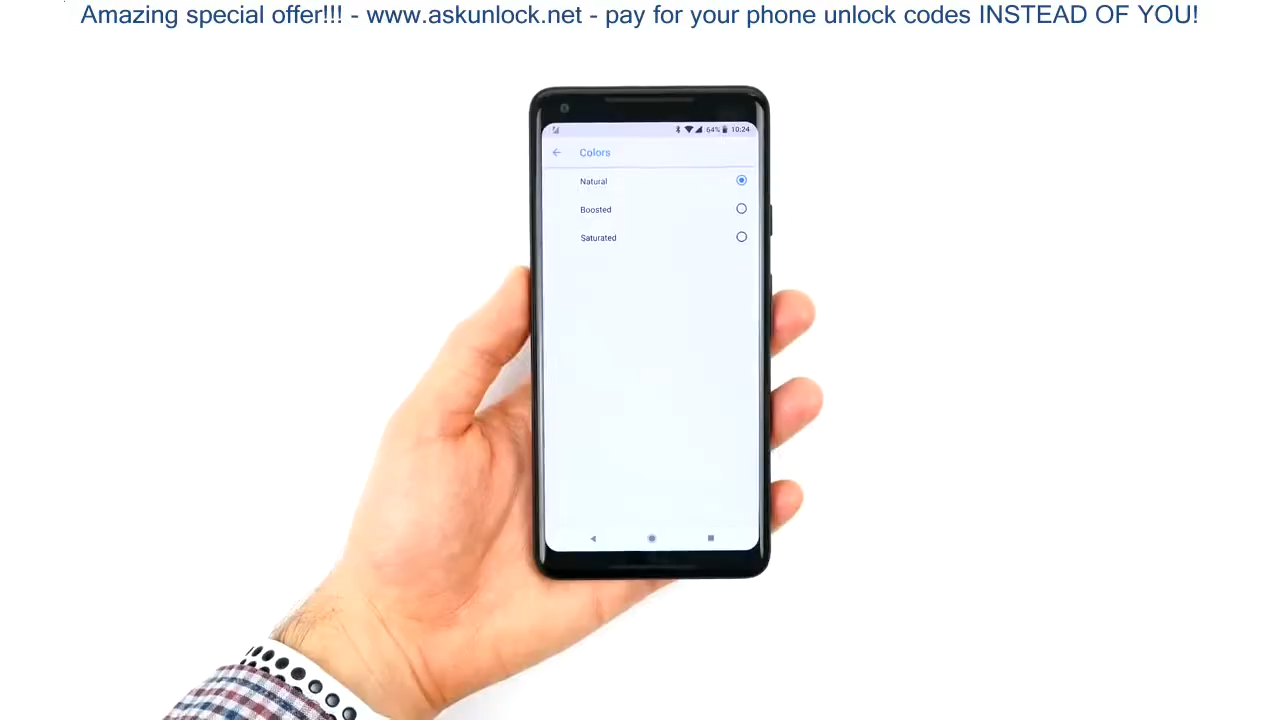 Amazing special offer!!! - www.askunlock.net - pay for your phone unlock codes INSTEAD OF YOU!
64% 10:24
Colors
Natural
Boosted
Saturated